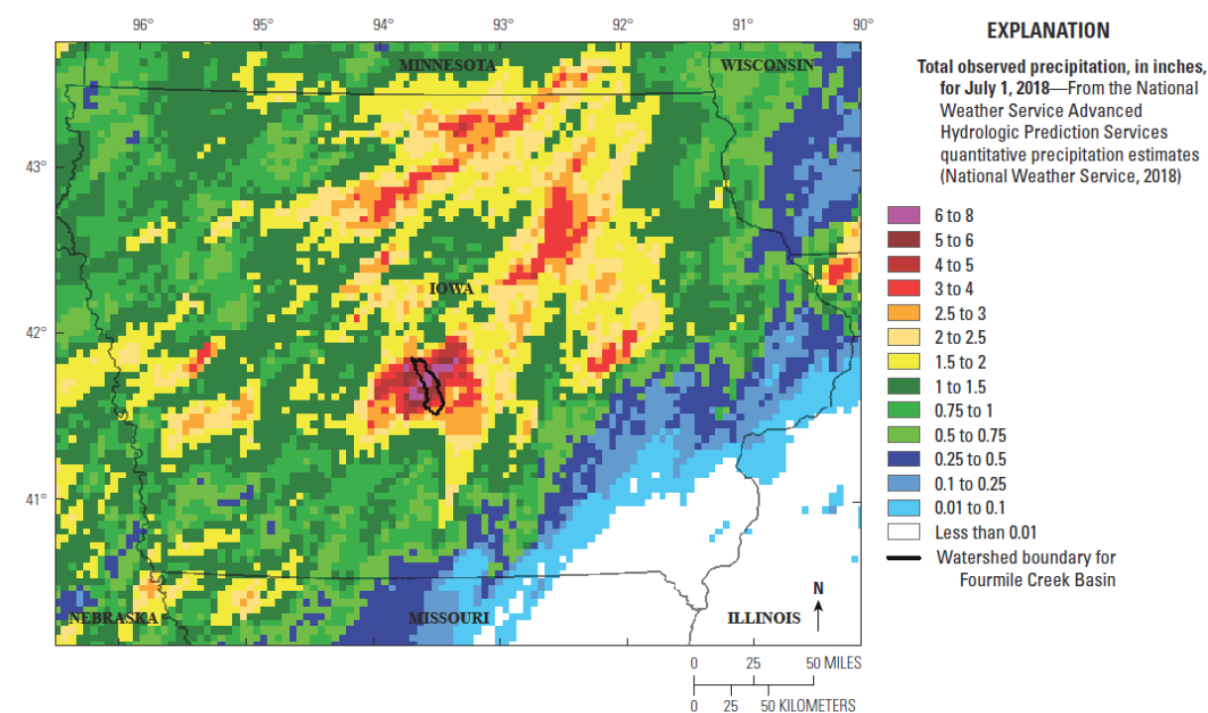 96°
95°
94°
93°
92°
91°
90°
MINNESOTA
WISCONSIN
43°
IOWA
42°
41°
NEBRASKA
MISSOURI
ILLINOIS
N
0 25 50 MILES
0 25 50 KILOMETERS
EXPLANATION
Total observed precipitation, in inches,
for July 1, 2018—From the National
Weather Service Advanced
Hydrologic Prediction Services
quantitative precipitation estimates
(National Weather Service, 2018)
6 to 8
5 to 6
4 to 5
3 to 4
2.5 to 3
2 to 2.5
1.5 to 2
1 to 1.5
0.75 to 1
0.5 to 0.75
0.25 to 0.5
0.1 to 0.25
0.01 to 0.1
Less than 0.01
Watershed boundary for
Fourmile Creek Basin